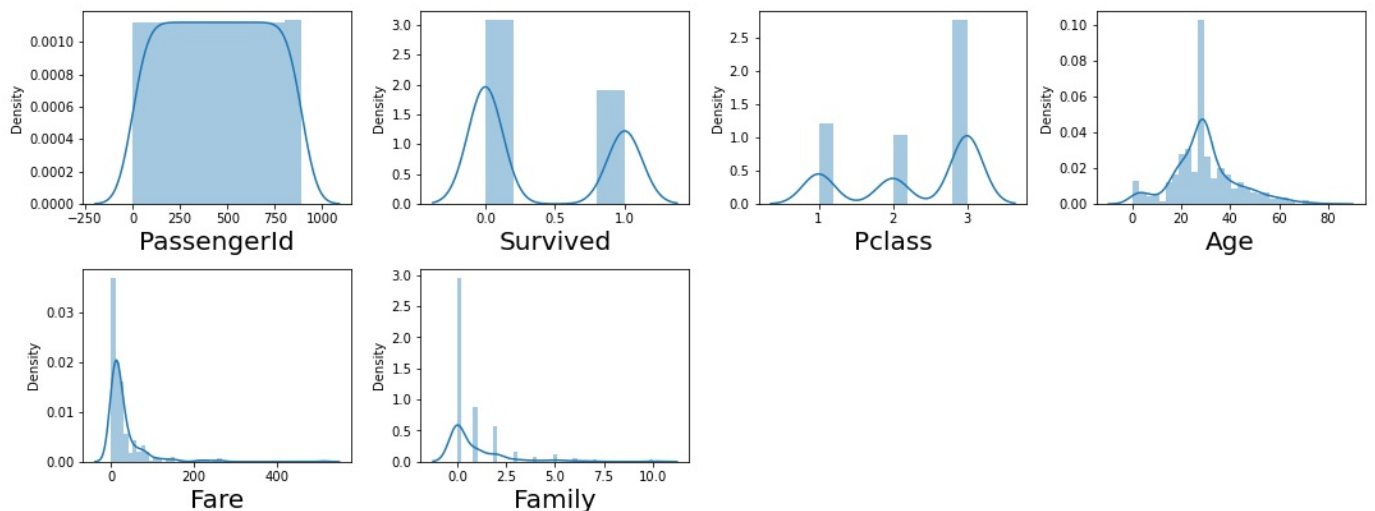 Density
0.0010
0.0008
0.0006
0.0004
0.0002
0.0000
−250 0 250 500 750 1000
PassengerId
Density
3.0
2.5
2.0
1.5
1.0
0.5
0.0
0.0 0.5 1.0
Survived
Density
2.5
2.0
1.5
1.0
0.5
0.0
1 2 3
Pclass
Density
0.10
0.08
0.06
0.04
0.02
0.00
0 20 40 60 80
Age
Density
0.03
0.02
0.01
0.00
0 200 400
Fare
Density
3.0
2.5
2.0
1.5
1.0
0.5
0.0
0.0 2.5 5.0 7.5 10.0
Family